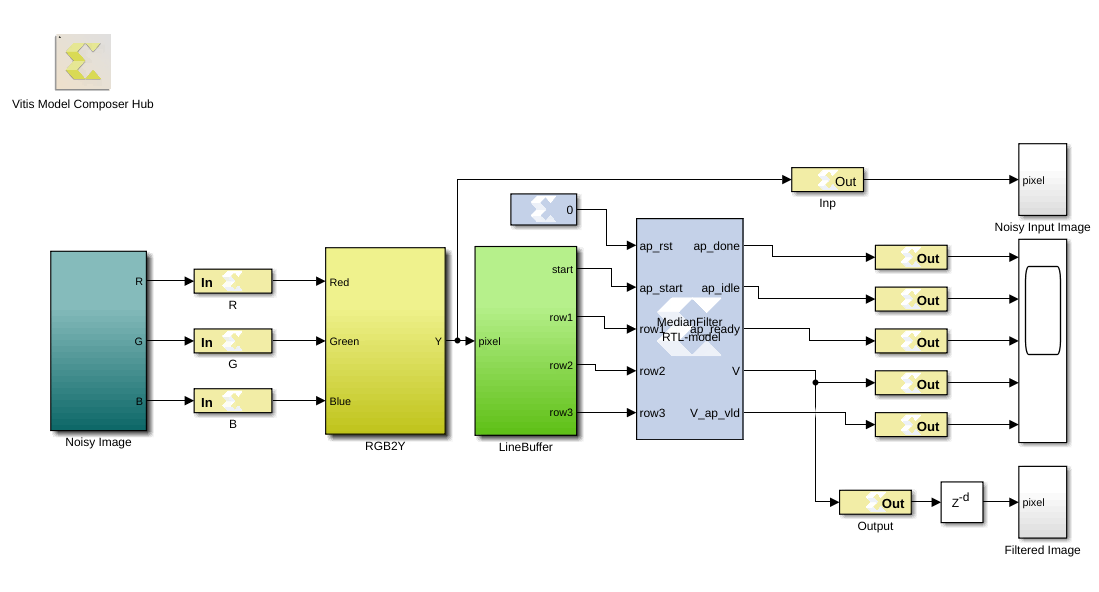 Vitis Model Composer Hub
R
G
B
Noisy Image
In
R
In
G
In
B
Red
Green
Blue
Y
RGB2Y
pixel
start
row1
row2
row3
LineBuffer
0
ap_rst
ap_start
row1
row2
row3
MedianFilter
RTL-model
ap_done
ap_idle
ap_ready
V
V_ap_vld
Out
Inp
pixel
Noisy Input Image
Out
Out
Out
Out
Out
Out
Output
Z-d
pixel
Filtered Image